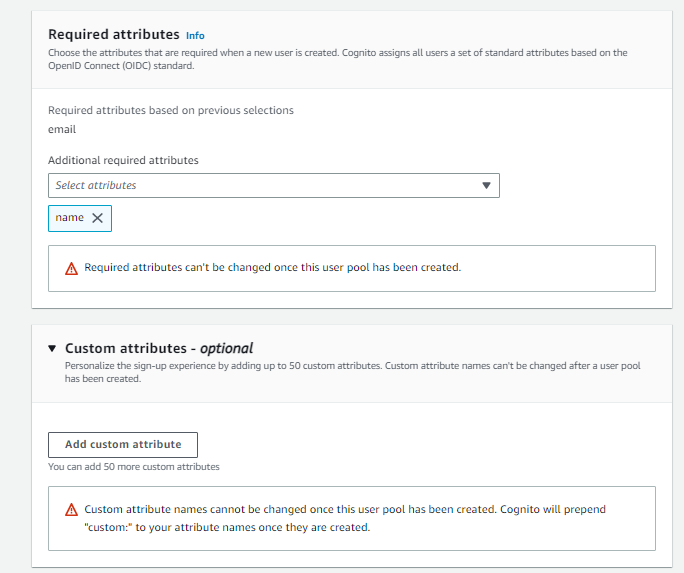 Required attributes Info
Choose the attributes that are required when a new user is created. Cognito assigns all users a set of standard attributes based on the
OpenID Connect (OIDC) standard.
Required attributes based on previous selections
email
Additional required attributes
Select attributes
name
Required attributes can't be changed once this user pool has been created.
Custom attributes - optional
Personalize the sign-up experience by adding up to 50 custom attributes. Custom attribute names can't be changed after a user pool
has been created.
Add custom attribute
You can add 50 more custom attributes
Custom attribute names cannot be changed once this user pool has been created. Cognito will prepend
"custom:" to your attribute names once they are created.